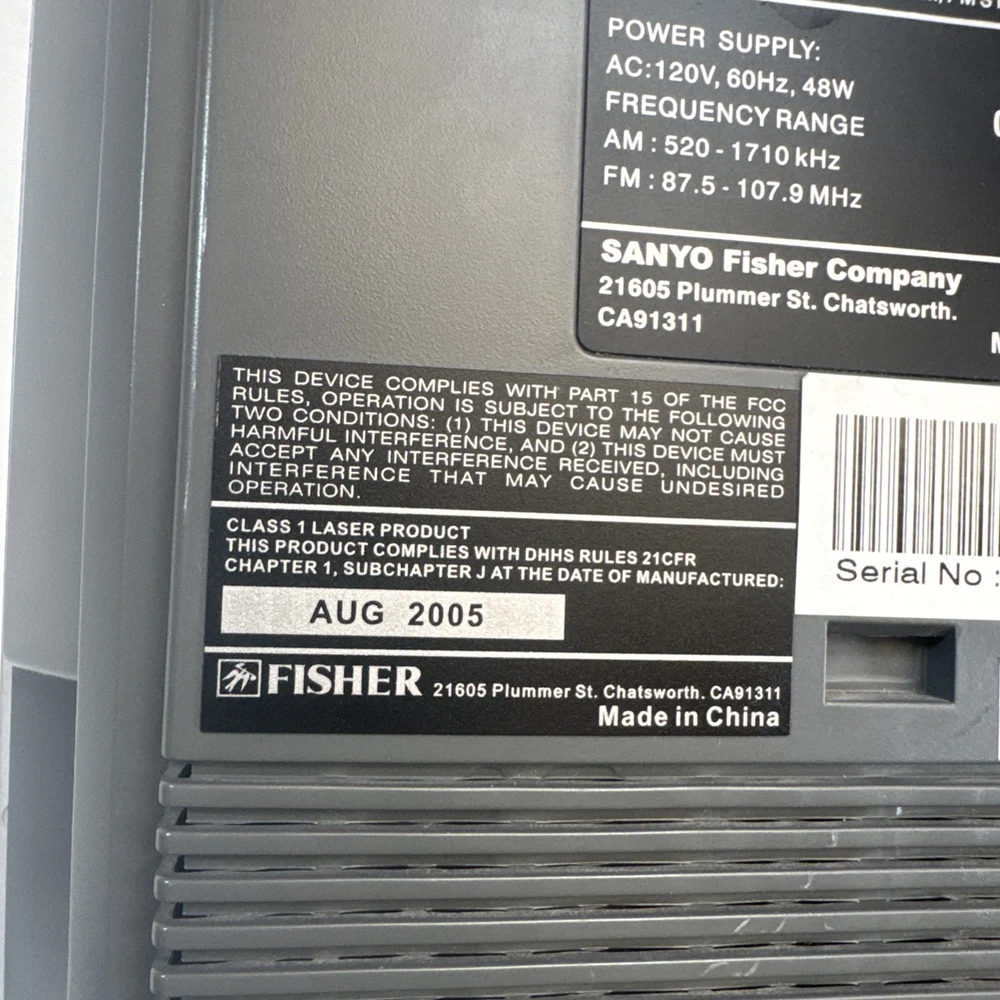 POWER SUPPLY:
AC:120V, 60Hz, 48W
FREQUENCY RANGE
AM : 520 - 1710 kHz
FM : 87.5 - 107.9 MHz
SANYO Fisher Company
21605 Plummer St. Chatsworth.
CA91311
THIS DEVICE COMPLIES WITH PART 15 OF THE FCC
RULES, OPERATION IS SUBJECT TO THE FOLLOWING
TWO CONDITIONS: (1) THIS DEVICE MAY NOT CAUSE
HARMFUL INTERFERENCE, AND (2) THIS DEVICE MUST
ACCEPT ANY INTERFERENCE RECEIVED, INCLUDING
INTERFERENCE THAT MAY CAUSE UNDESIRED
OPERATION.
CLASS 1 LASER PRODUCT
THIS PRODUCT COMPLIES WITH DHHS RULES 21CFR
CHAPTER 1, SUBCHAPTER J AT THE DATE OF MANUFACTURED:
AUG 2005
FISHER 21605 Plummer St. Chatsworth. CA91311
Made in China
Serial No :